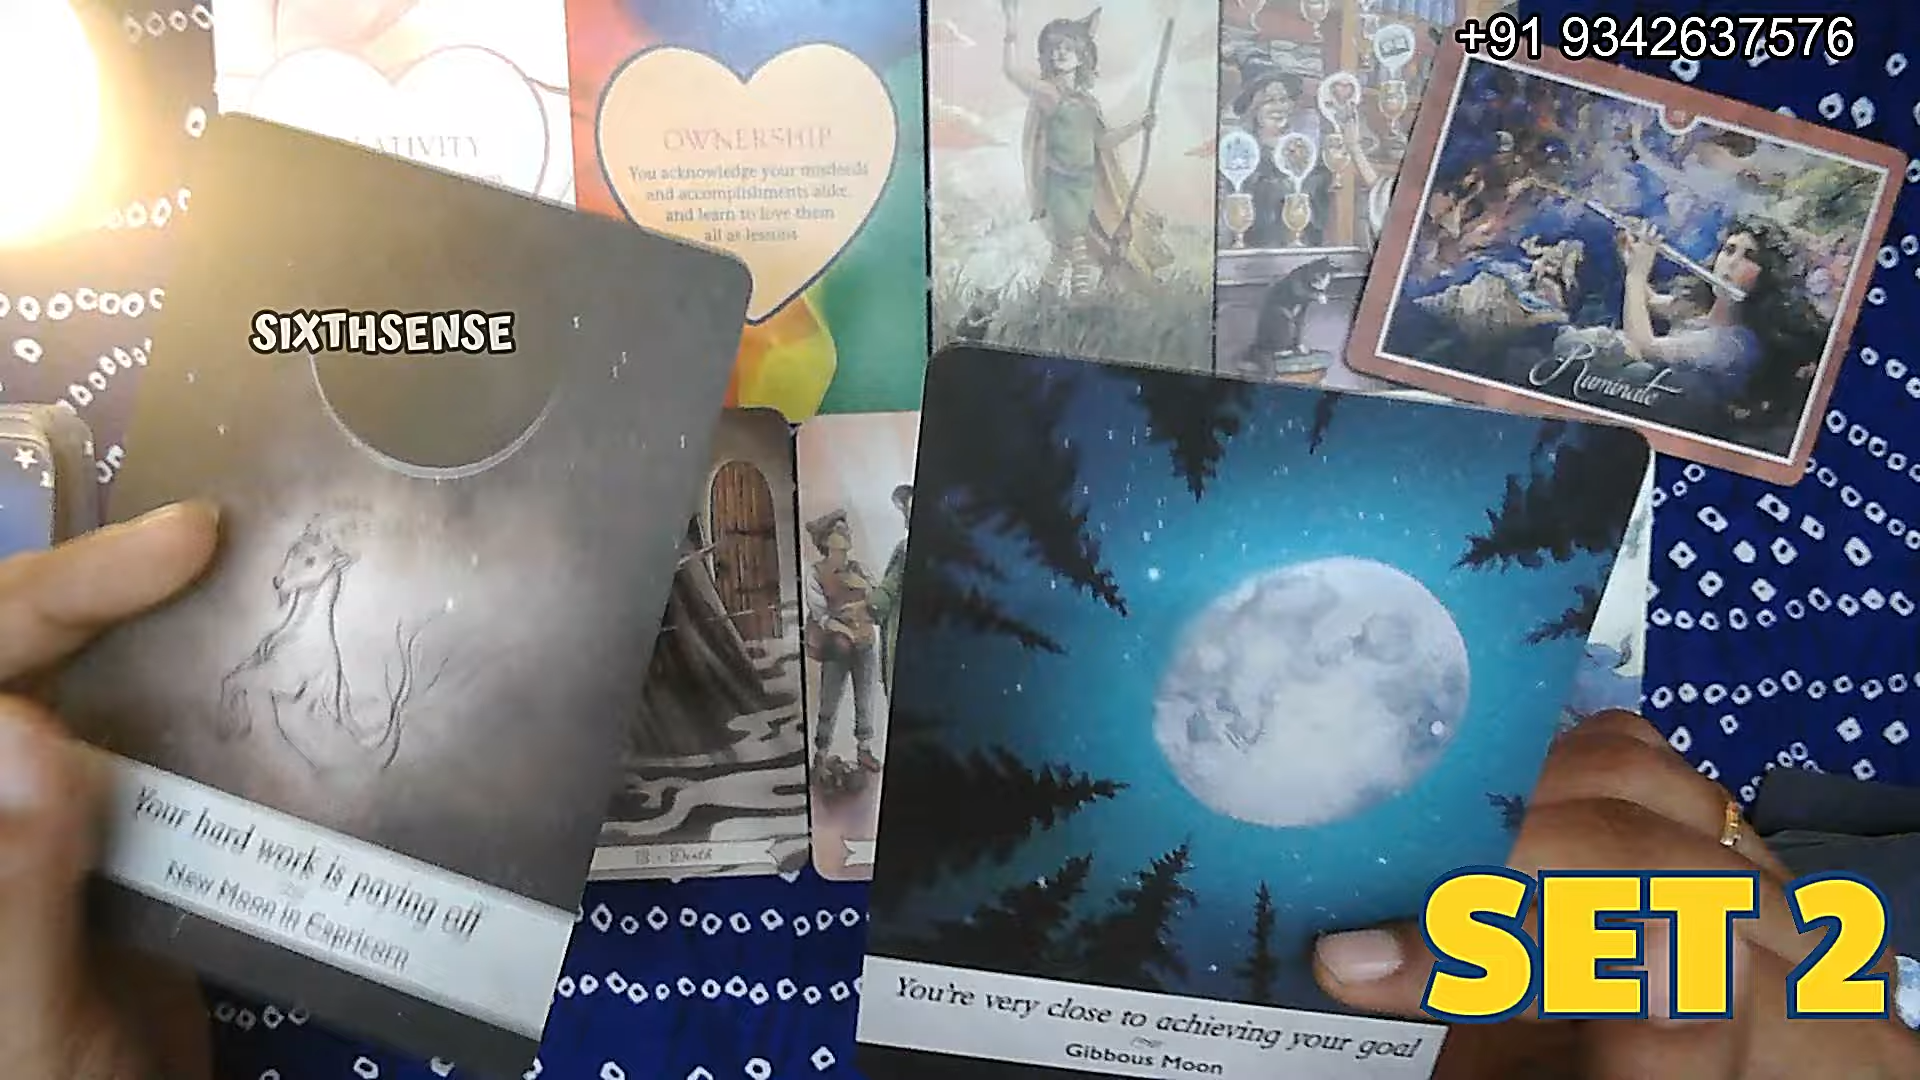 +91 9342637576
OWNERSHIP
You acknowledge your misdeeds
and accomplishments alike,
and learn to love them
all as lessons
SIXTHSENSE
Ruminate
13 · Death
Your hard work is paying off
New Moon in
You're very close to achieving your goal
Gibbous Moon
SET 2